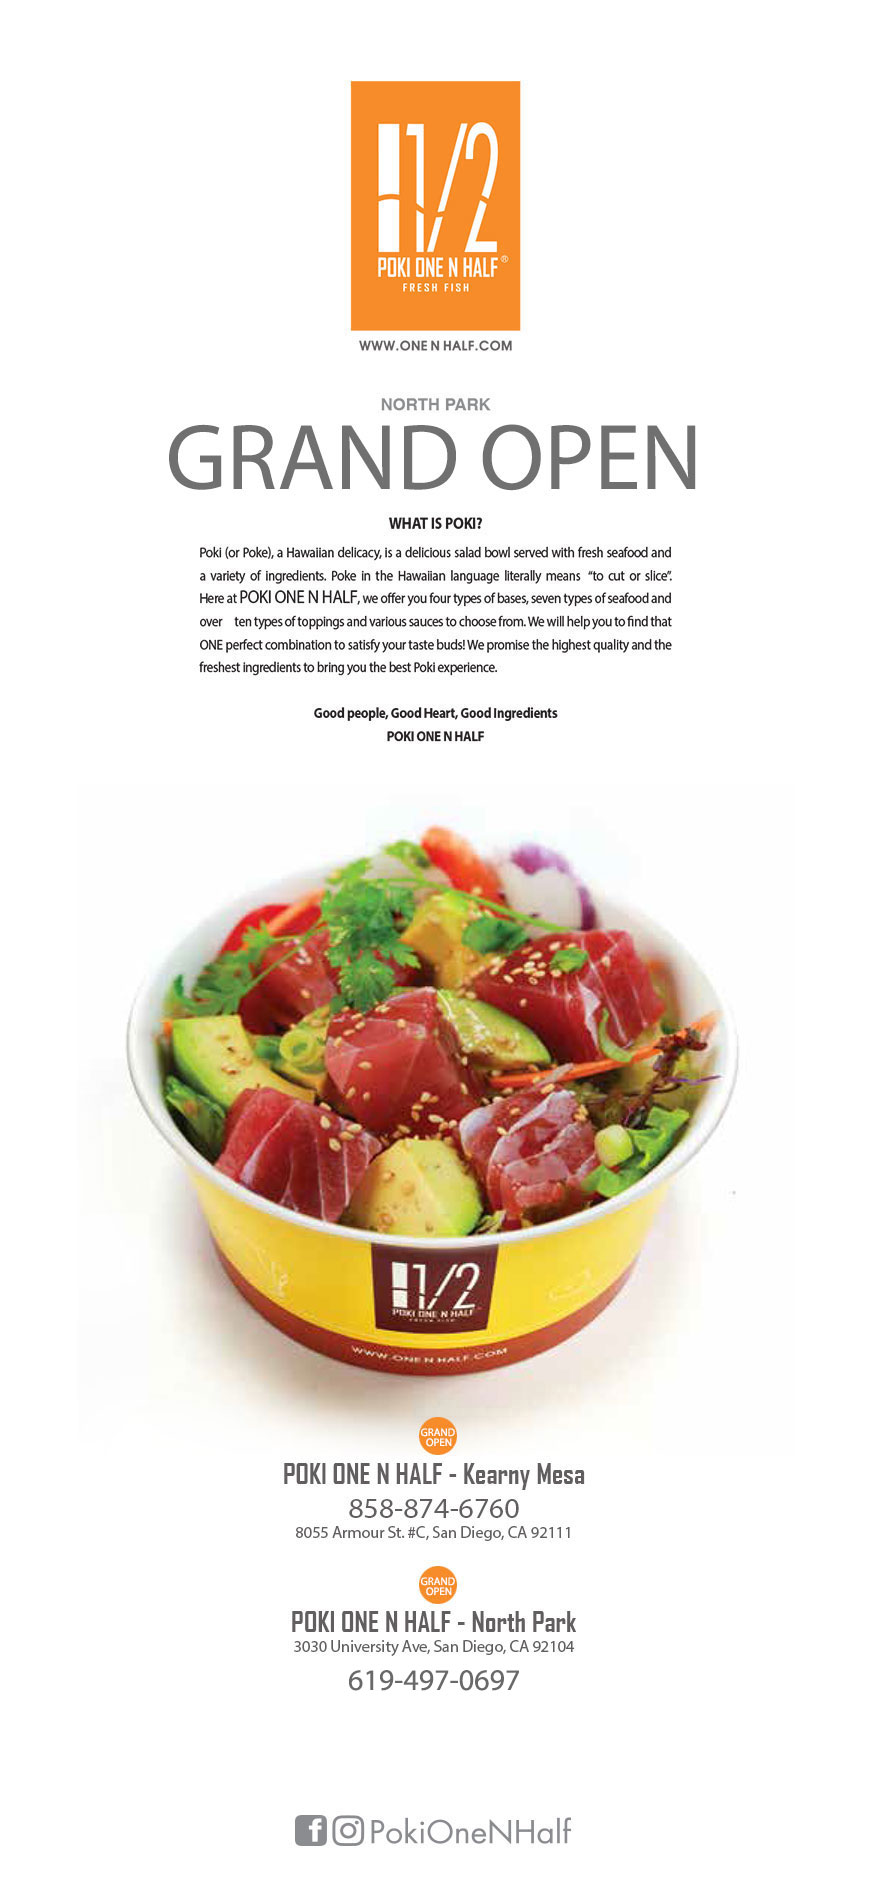 1/2
POKI ONE N HALF®
FRESH FISH
WWW.ONE N HALF.COM
NORTH PARK
GRAND OPEN
WHAT IS POKI?
Poki (or Poke), a Hawaiian delicacy, is a delicious salad bowl served with fresh seafood and
a variety of ingredients. Poke in the Hawaiian language literally means “to cut or slice”.
Here at POKI ONE N HALF, we offer you four types of bases, seven types of seafood and
over ten types of toppings and various sauces to choose from. We will help you to find that
ONE perfect combination to satisfy your taste buds! We promise the highest quality and the
freshest ingredients to bring you the best Poki experience.
Good people, Good Heart, Good Ingredients
POKI ONE N HALF
1/2
POKI ONE N HALF
FRESH FISH
WWW.ONE N HALF.COM
GRAND
OPEN
POKI ONE N HALF - Kearny Mesa
858-874-6760
8055 Armour St. #C, San Diego, CA 92111
GRAND
OPEN
POKI ONE N HALF - North Park
3030 University Ave, San Diego, CA 92104
619-497-0697
PokiOneNHalf